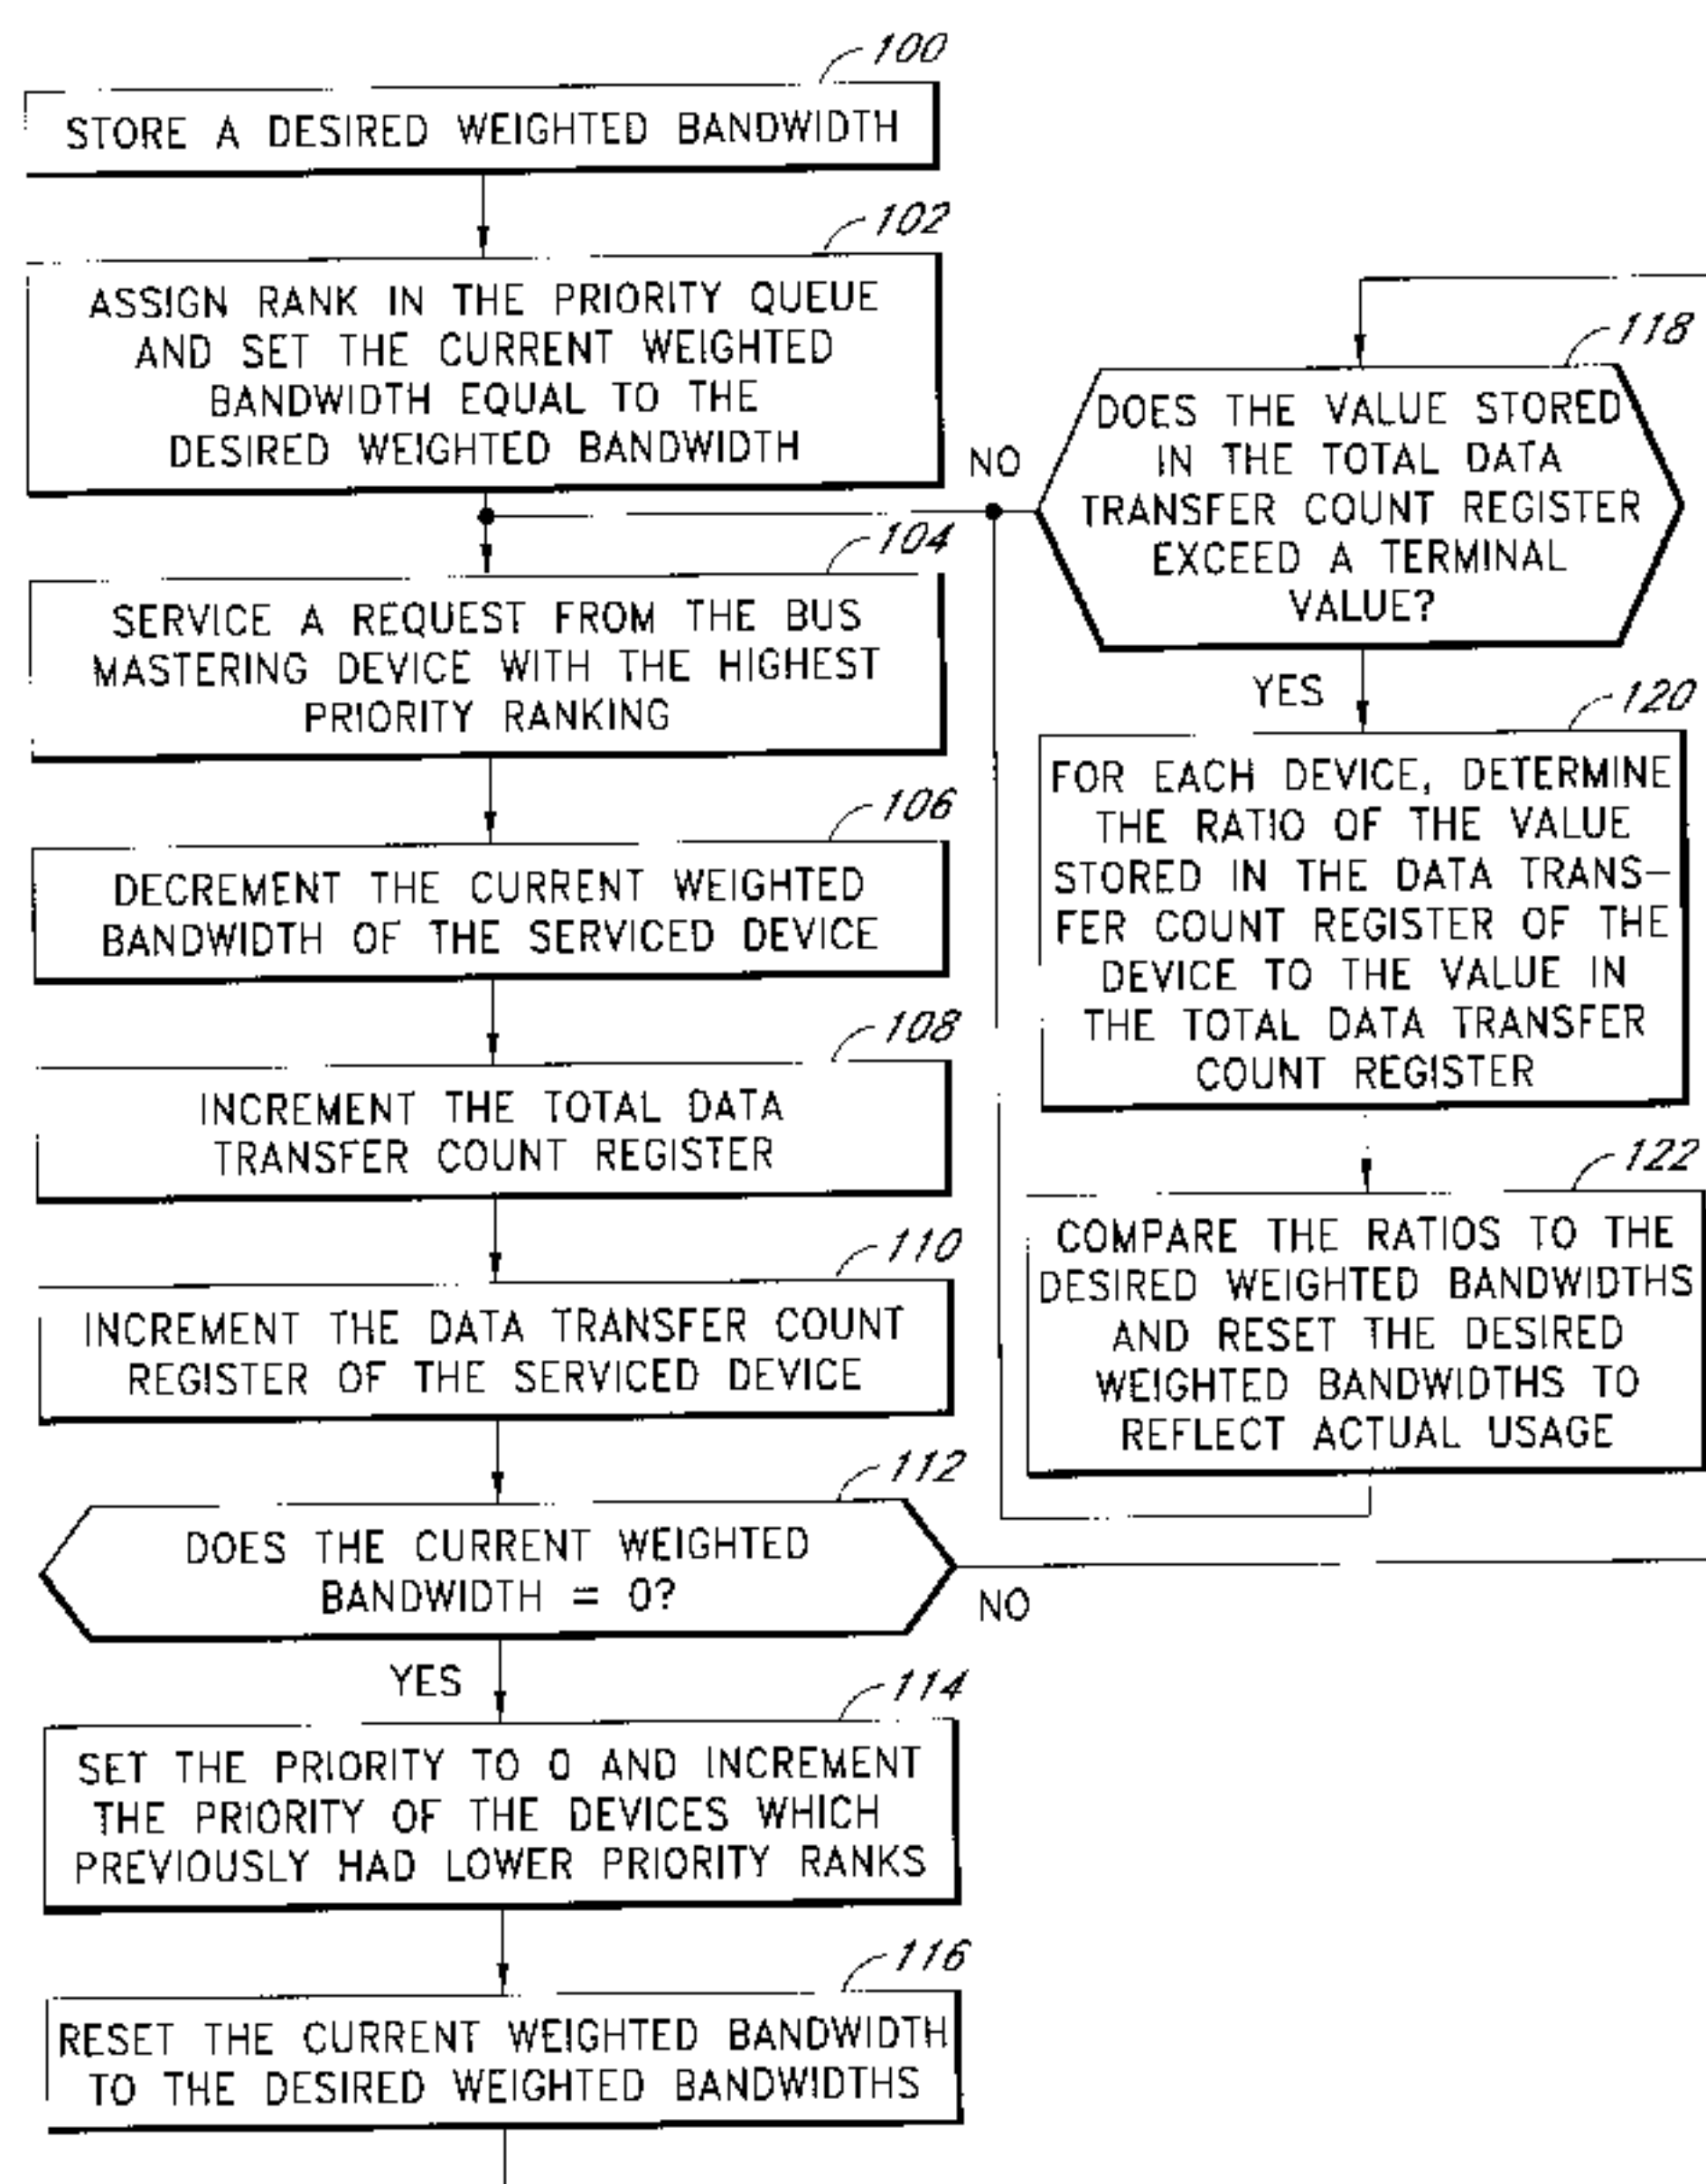 100
STORE A DESIRED WEIGHTED BANDWIDTH
102
ASSIGN RANK IN THE PRIORITY QUEUE
AND SET THE CURRENT WEIGHTED
BANDWIDTH EQUAL TO THE
DESIRED WEIGHTED BANDWIDTH
104
SERVICE A REQUEST FROM THE BUS
MASTERING DEVICE WITH THE HIGHEST
PRIORITY RANKING
106
DECREMENT THE CURRENT WEIGHTED
BANDWIDTH OF THE SERVICED DEVICE
108
INCREMENT THE TOTAL DATA
TRANSFER COUNT REGISTER
110
INCREMENT THE DATA TRANSFER COUNT
REGISTER OF THE SERVICED DEVICE
112
DOES THE CURRENT WEIGHTED
BANDWIDTH = 0?
NO
YES
114
SET THE PRIORITY TO 0 AND INCREMENT
THE PRIORITY OF THE DEVICES WHICH
PREVIOUSLY HAD LOWER PRIORITY RANKS
116
RESET THE CURRENT WEIGHTED BANDWIDTH
TO THE DESIRED WEIGHTED BANDWIDTHS
118
DOES THE VALUE STORED
IN THE TOTAL DATA
TRANSFER COUNT REGISTER
EXCEED A TERMINAL
VALUE?
NO
YES
120
FOR EACH DEVICE, DETERMINE
THE RATIO OF THE VALUE
STORED IN THE DATA TRANS-
FER COUNT REGISTER OF THE
DEVICE TO THE VALUE IN
THE TOTAL DATA TRANSFER
COUNT REGISTER
122
COMPARE THE RATIOS TO THE
DESIRED WEIGHTED BANDWIDTHS
AND RESET THE DESIRED
WEIGHTED BANDWIDTHS TO
REFLECT ACTUAL USAGE